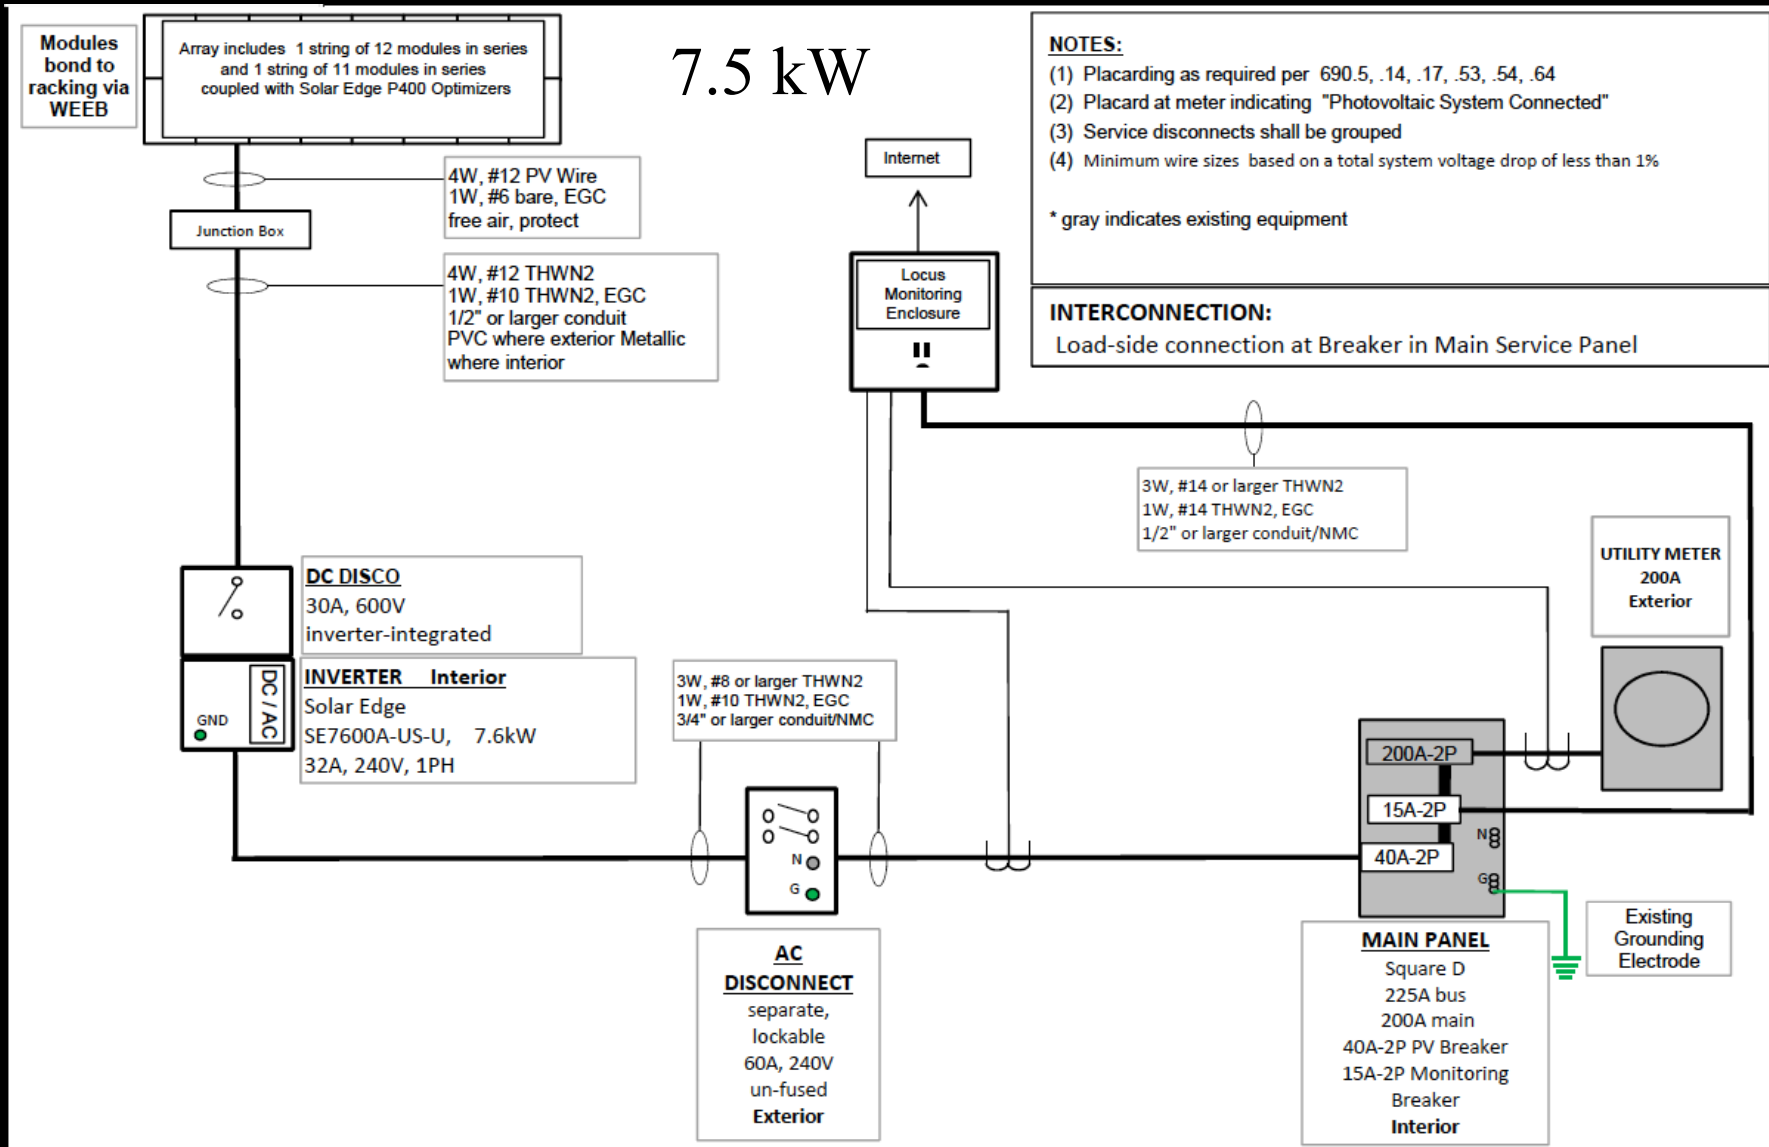 Modules
bond to
racking via
WEEB
Array includes 1 string of 12 modules in series
and 1 string of 11 modules in series
coupled with Solar Edge P400 Optimizers
7.5 kW
NOTES:
(1) Placarding as required per 690.5, .14, .17, .53, .54, .64
(2) Placard at meter indicating "Photovoltaic System Connected"
(3) Service disconnects shall be grouped
(4) Minimum wire sizes based on a total system voltage drop of less than 1%
* gray indicates existing equipment
INTERCONNECTION:
Load-side connection at Breaker in Main Service Panel
4W, #12 PV Wire
1W, #6 bare, EGC
free air, protect
Junction Box
4W, #12 THWN2
1W, #10 THWN2, EGC
1/2" or larger conduit
PVC where exterior Metallic
where interior
Internet
Locus
Monitoring
Enclosure
3W, #14 or larger THWN2
1W, #14 THWN2, EGC
1/2" or larger conduit/NMC
UTILITY METER
200A
Exterior
DC DISCO
30A, 600V
inverter-integrated
DC / AC
GND
INVERTER Interior
Solar Edge
SE7600A-US-U, 7.6kW
32A, 240V, 1PH
3W, #8 or larger THWN2
1W, #10 THWN2, EGC
3/4" or larger conduit/NMC
N
G
200A-2P
15A-2P
40A-2P
N
G
AC
DISCONNECT
separate,
lockable
60A, 240V
un-fused
Exterior
MAIN PANEL
Square D
225A bus
200A main
40A-2P PV Breaker
15A-2P Monitoring
Breaker
Interior
Existing
Grounding
Electrode